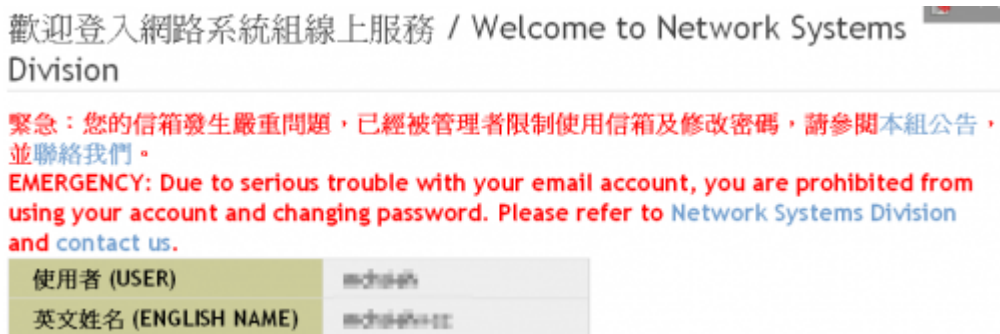 歡迎登入網路系統組線上服務 / Welcome to Network Systems
Division
緊急：您的信箱發生嚴重問題，已經被管理者限制使用信箱及修改密碼，請參閱本組公告，
並聯絡我們。
EMERGENCY: Due to serious trouble with your email account, you are prohibited from
using your account and changing password. Please refer to Network Systems Division
and contact us.
使用者 (USER)
英文姓名 (ENGLISH NAME)